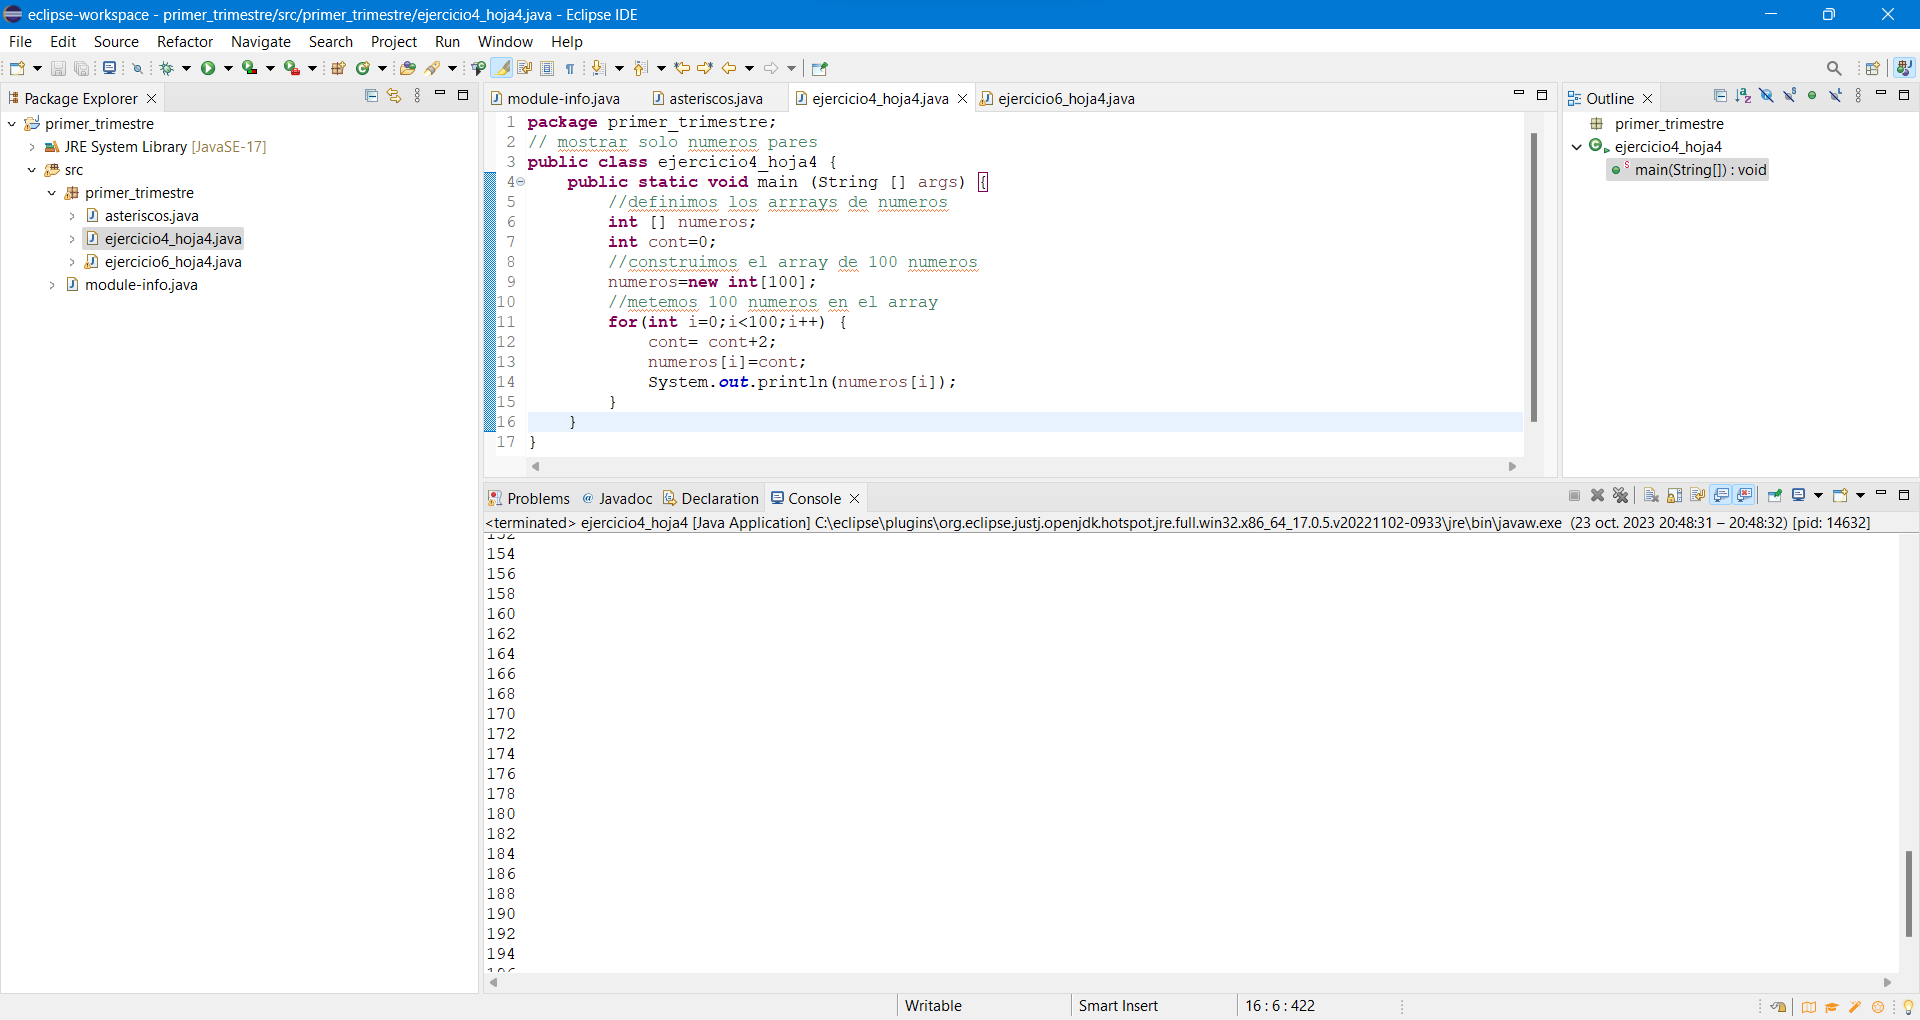 eclipse-workspace - primer_trimestre/src/primer_trimestre/ejercicio4_hoja4.java - Eclipse IDE
File Edit Source Refactor Navigate Search Project Run Window Help
Package Explorer
primer_trimestre
JRE System Library [JavaSE-17]
src
primer_trimestre
asteriscos.java
ejercicio4_hoja4.java
ejercicio6_hoja4.java
module-info.java
module-info.java asteriscos.java ejercicio4_hoja4.java ejercicio6_hoja4.java
1 package primer_trimestre;
2 // mostrar solo numeros pares
3 public class ejercicio4_hoja4 {
4 public static void main (String [] args) {
5 //definimos los arrrays de numeros
6 int [] numeros;
7 int cont=0;
8 //construimos el array de 100 numeros
9 numeros=new int[100];
10 //metemos 100 numeros en el array
11 for(int i=0;i<100;i++) {
12 cont= cont+2;
13 numeros[i]=cont;
14 System.out.println(numeros[i]);
15 }
16 }
17 }
Outline
primer_trimestre
ejercicio4_hoja4
main(String[]) : void
Problems @ Javadoc Declaration Console
<terminated> ejercicio4_hoja4 [Java Application] C:\eclipse\plugins\org.eclipse.justj.openjdk.hotspot.jre.full.win32.x86_64_17.0.5.v20221102-0933\jre\bin\javaw.exe (23 oct. 2023 20:48:31 – 20:48:32) [pid: 14632]
152
154
156
158
160
162
164
166
168
170
172
174
176
178
180
182
184
186
188
190
192
194
196
Writable Smart Insert 16 : 6 : 422